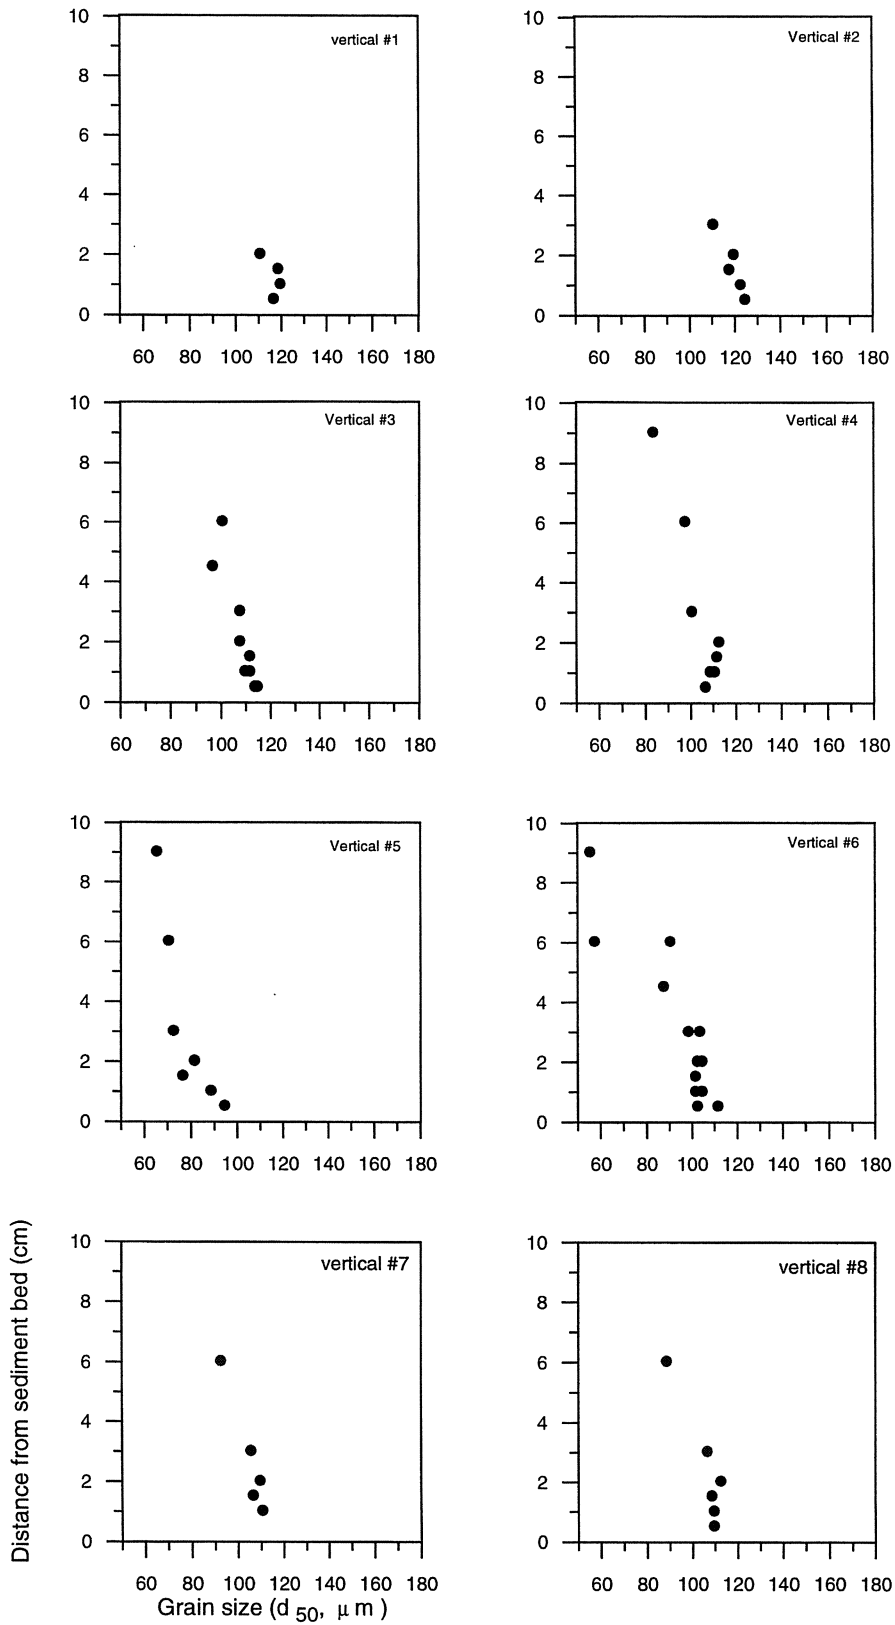 10
vertical #1
8
6
4
2
0
60 80 100 120 140 160 180
10
Vertical #2
8
6
4
2
0
60 80 100 120 140 160 180
10
Vertical #3
8
6
4
2
0
60 80 100 120 140 160 180
10
Vertical #4
8
6
4
2
0
60 80 100 120 140 160 180
10
Vertical #5
8
6
4
2
0
60 80 100 120 140 160 180
10
Vertical #6
8
6
4
2
0
60 80 100 120 140 160 180
Distance from sediment bed (cm)
10
vertical #7
8
6
4
2
0
60 80 100 120 140 160 180
Grain size (d 50, μm )
10
vertical #8
8
6
4
2
0
60 80 100 120 140 160 180